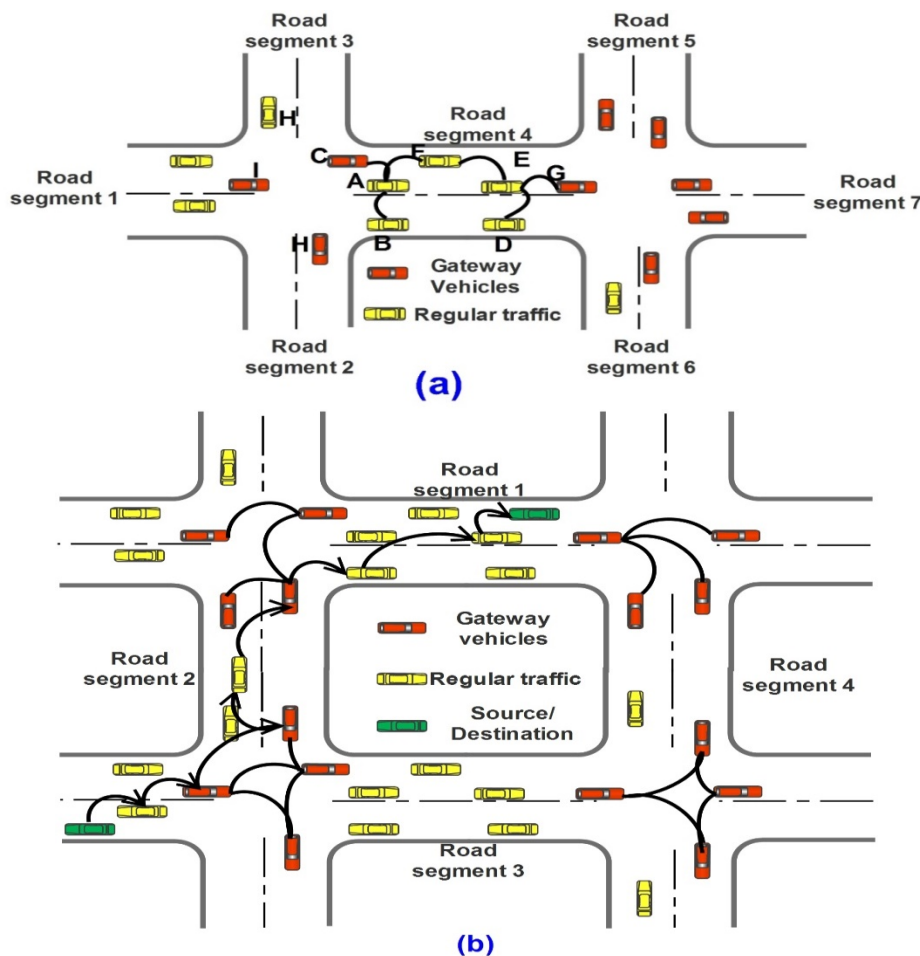 Road
segment 3
Road
segment 5
H
Road
segment 4
C
E
E
I
A
G
Road
segment 1
Road
segment 7
H
B
D
Gateway
Vehicles
Regular traffic
Road
segment 2
Road
segment 6
(a)
Road
segment 1
Gateway
vehicles
Road
segment 2
Regular traffic
Road
segment 4
Source/
Destination
Road
segment 3
(b)